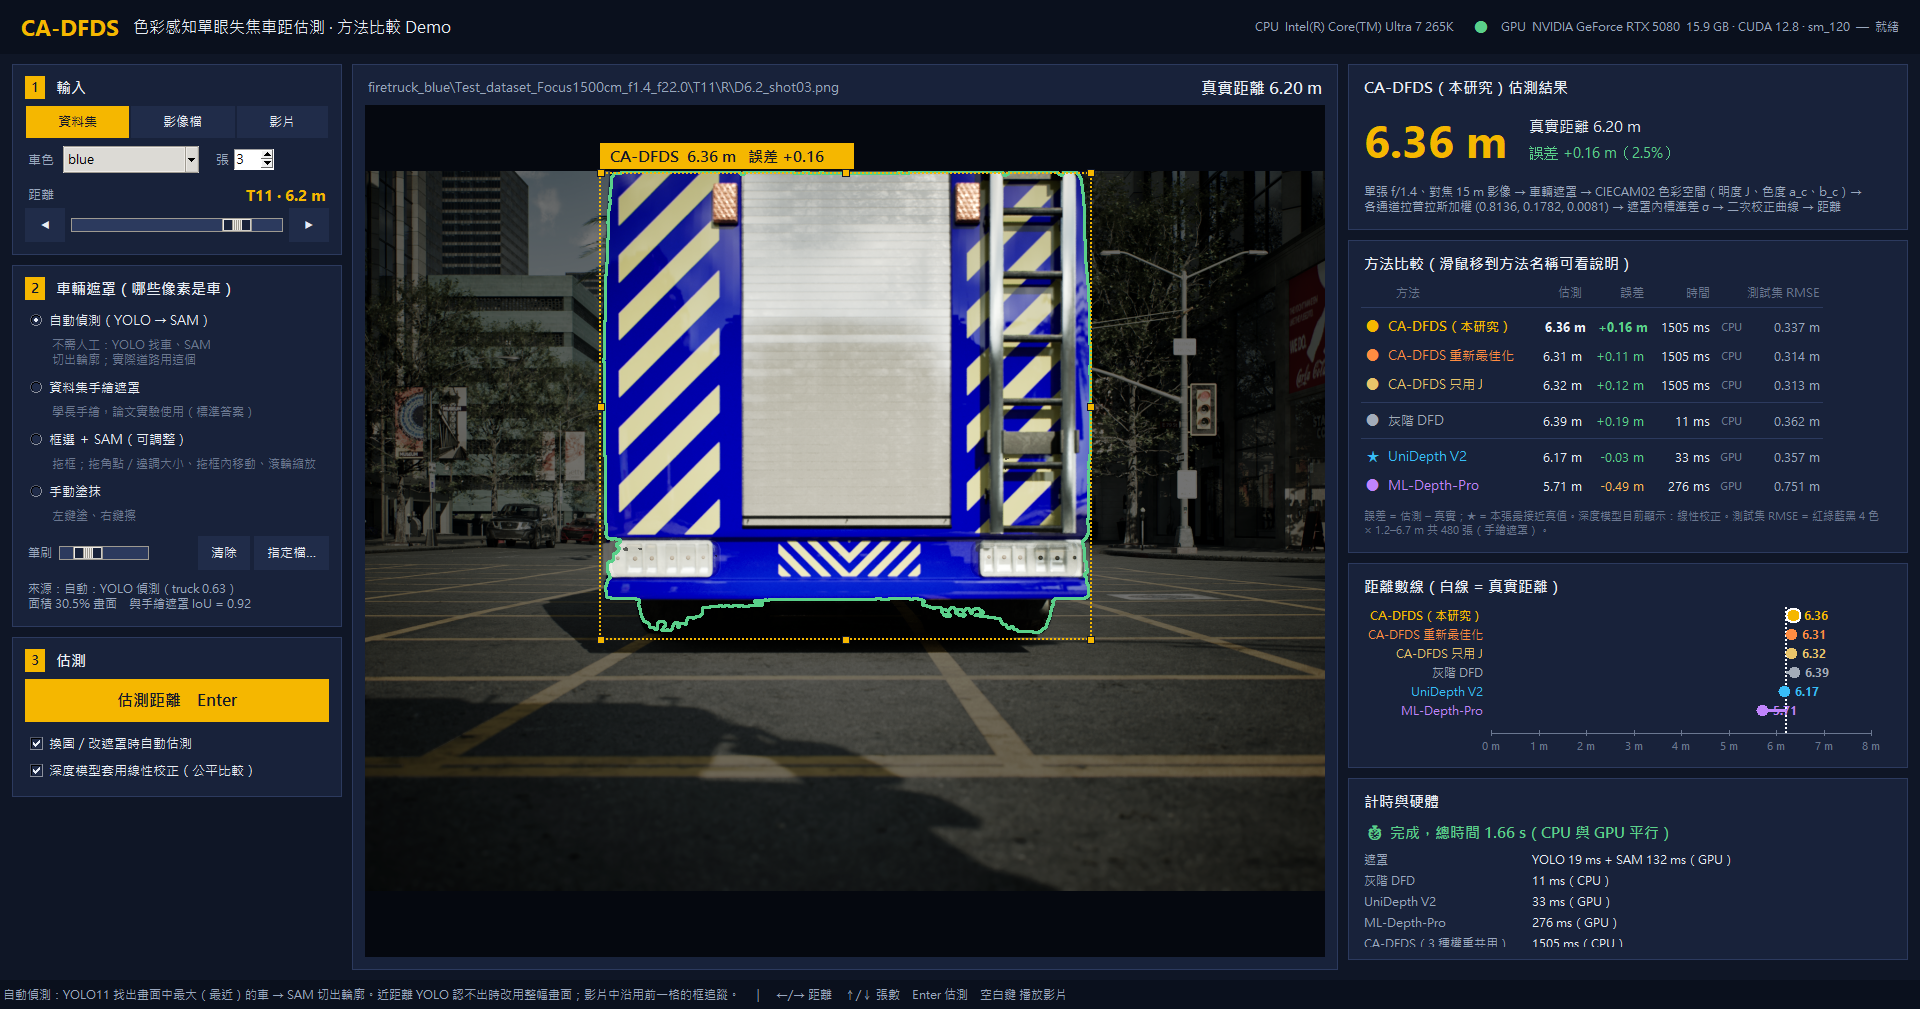 CA-DFDS 色彩感知單眼失焦車距估測 · 方法比較 Demo
CPU Intel(R) Core(TM) Ultra 7 265K GPU NVIDIA GeForce RTX 5080 15.9 GB · CUDA 12.8 · sm_120 — 就緒
1 輸入
資料集 影像檔 影片
車色 blue 張 3
距離 T11 · 6.2 m
2 車輛遮罩（哪些像素是車）
自動偵測（YOLO → SAM）
不需人工：YOLO 找車、SAM
切出輪廓；實際道路用這個
資料集手繪遮罩
學長手繪，論文實驗使用（標準答案）
框選 + SAM（可調整）
拖框；拖角點 / 邊調大小、拖框內移動、滾輪縮放
手動塗抹
左鍵塗、右鍵擦
筆刷 清除 指定檔...
來源：自動：YOLO 偵測（truck 0.63）
面積 30.5% 畫面 與手繪遮罩 IoU = 0.92
3 估測
估測距離 Enter
換圖 / 改遮罩時自動估測
深度模型套用線性校正（公平比較）
firetruck_blue\Test_dataset_Focus1500cm_f1.4_f22.0\T11\R\D6.2_shot03.png
真實距離 6.20 m
CA-DFDS 6.36 m 誤差 +0.16
CA-DFDS（本研究）估測結果
6.36 m
真實距離 6.20 m
誤差 +0.16 m（2.5%）
單張 f/1.4、對焦 15 m 影像 → 車輛遮罩 → CIECAM02 色彩空間（明度 J、色度 a_c、b_c）→
各通道拉普拉斯加權 (0.8136, 0.1782, 0.0081) → 遮罩內標準差 σ → 二次校正曲線 → 距離
方法比較（滑鼠移到方法名稱可看說明）
方法 估測 誤差 時間 測試集 RMSE
CA-DFDS（本研究） 6.36 m +0.16 m 1505 ms CPU 0.337 m
CA-DFDS 重新最佳化 6.31 m +0.11 m 1505 ms CPU 0.314 m
CA-DFDS 只用 J 6.32 m +0.12 m 1505 ms CPU 0.313 m
灰階 DFD 6.39 m +0.19 m 11 ms CPU 0.362 m
★ UniDepth V2 6.17 m -0.03 m 33 ms GPU 0.357 m
ML-Depth-Pro 5.71 m -0.49 m 276 ms GPU 0.751 m
誤差 = 估測 − 真實；★ = 本張最接近真值。深度模型目前顯示：線性校正。測試集 RMSE = 紅綠藍黑 4 色
× 1.2–6.7 m 共 480 張（手繪遮罩）。
距離數線（白線 = 真實距離）
CA-DFDS（本研究） 6.36
CA-DFDS 重新最佳化 6.31
CA-DFDS 只用 J 6.32
灰階 DFD 6.39
UniDepth V2 6.17
ML-Depth-Pro 5.71
0 m 1 m 2 m 3 m 4 m 5 m 6 m 7 m 8 m
計時與硬體
完成，總時間 1.66 s（CPU 與 GPU 平行）
遮罩 YOLO 19 ms + SAM 132 ms（GPU）
灰階 DFD 11 ms（CPU）
UniDepth V2 33 ms（GPU）
ML-Depth-Pro 276 ms（GPU）
CA-DFDS（3 種權重共用） 1505 ms（CPU）
自動偵測：YOLO11 找出畫面中最大（最近）的車 → SAM 切出輪廓。近距離 YOLO 認不出時改用整幅畫面；影片中沿用前一格的框追蹤。 | ←/→ 距離 ↑/↓ 張數 Enter 估測 空白鍵 播放影片